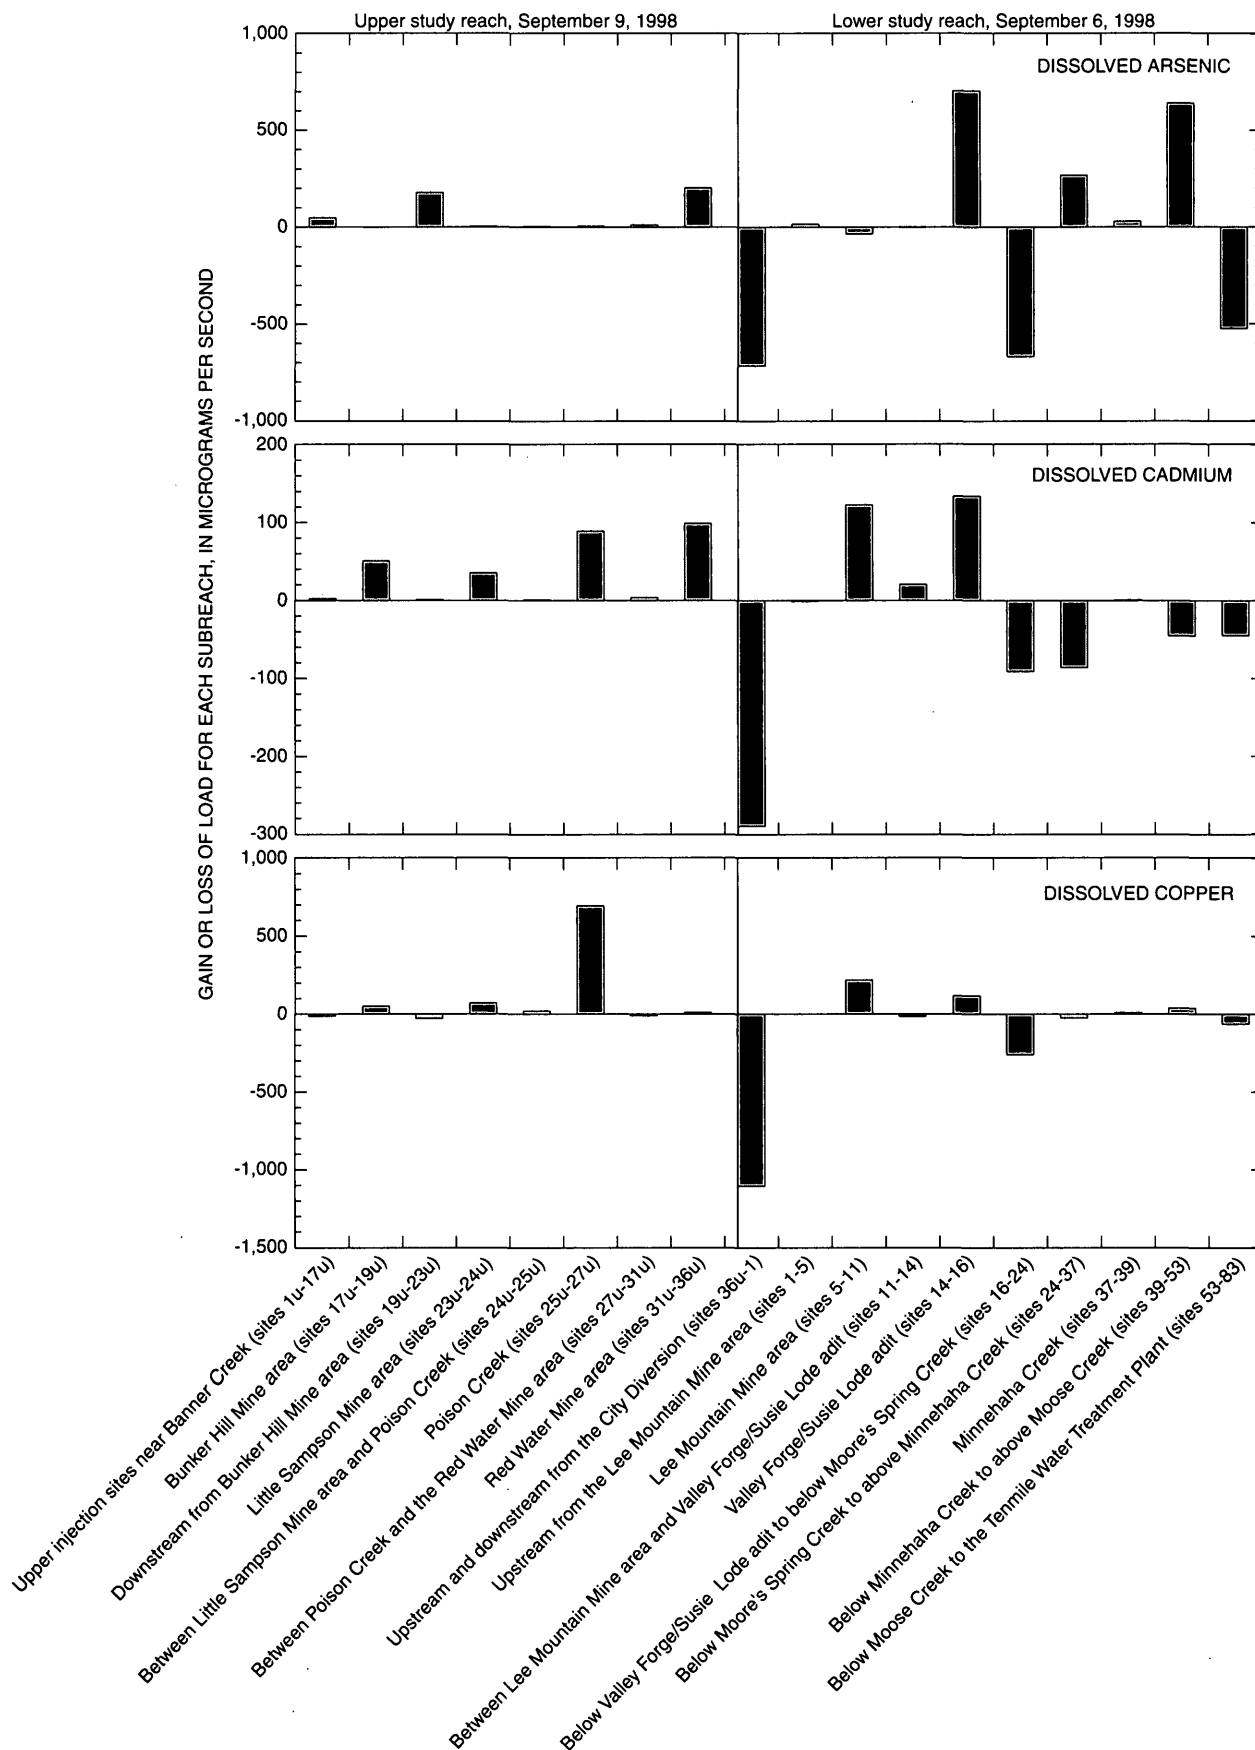 Upper study reach, September 9, 1998
Lower study reach, September 6, 1998
GAIN OR LOSS OF LOAD FOR EACH SUBREACH, IN MICROGRAMS PER SECOND
DISSOLVED ARSENIC
1,000
500
0
-500
-1,000
DISSOLVED CADMIUM
200
100
0
-100
-200
-300
DISSOLVED COPPER
1,000
500
0
-500
-1,000
-1,500
Upper injection sites near Banner Creek (sites 1u-17u)
Bunker Hill Mine area (sites 17u-19u)
Downstream from Bunker Hill Mine area (sites 19u-23u)
Little Sampson Mine area (sites 23u-24u)
Between Little Sampson Mine area and Poison Creek (sites 24u-25u)
Poison Creek (sites 25u-27u)
Between Poison Creek and the Red Water Mine area (sites 27u-31u)
Red Water Mine area (sites 31u-36u)
Upstream and downstream from the City Diversion (sites 36u-1)
Upstream from the Lee Mountain Mine area (sites 1-5)
Lee Mountain Mine area (sites 5-11)
Between Lee Mountain Mine area and Valley Forge/Susie Lode adit (sites 11-14)
Valley Forge/Susie Lode adit (sites 14-16)
Below Valley Forge/Susie Lode adit to below Moore's Spring Creek (sites 16-24)
Below Moore's Spring Creek to above Minnehaha Creek (sites 24-37)
Minnehaha Creek (sites 37-39)
Below Minnehaha Creek to above Moose Creek (sites 39-53)
Below Moose Creek to the Tenmile Water Treatment Plant (sites 53-83)